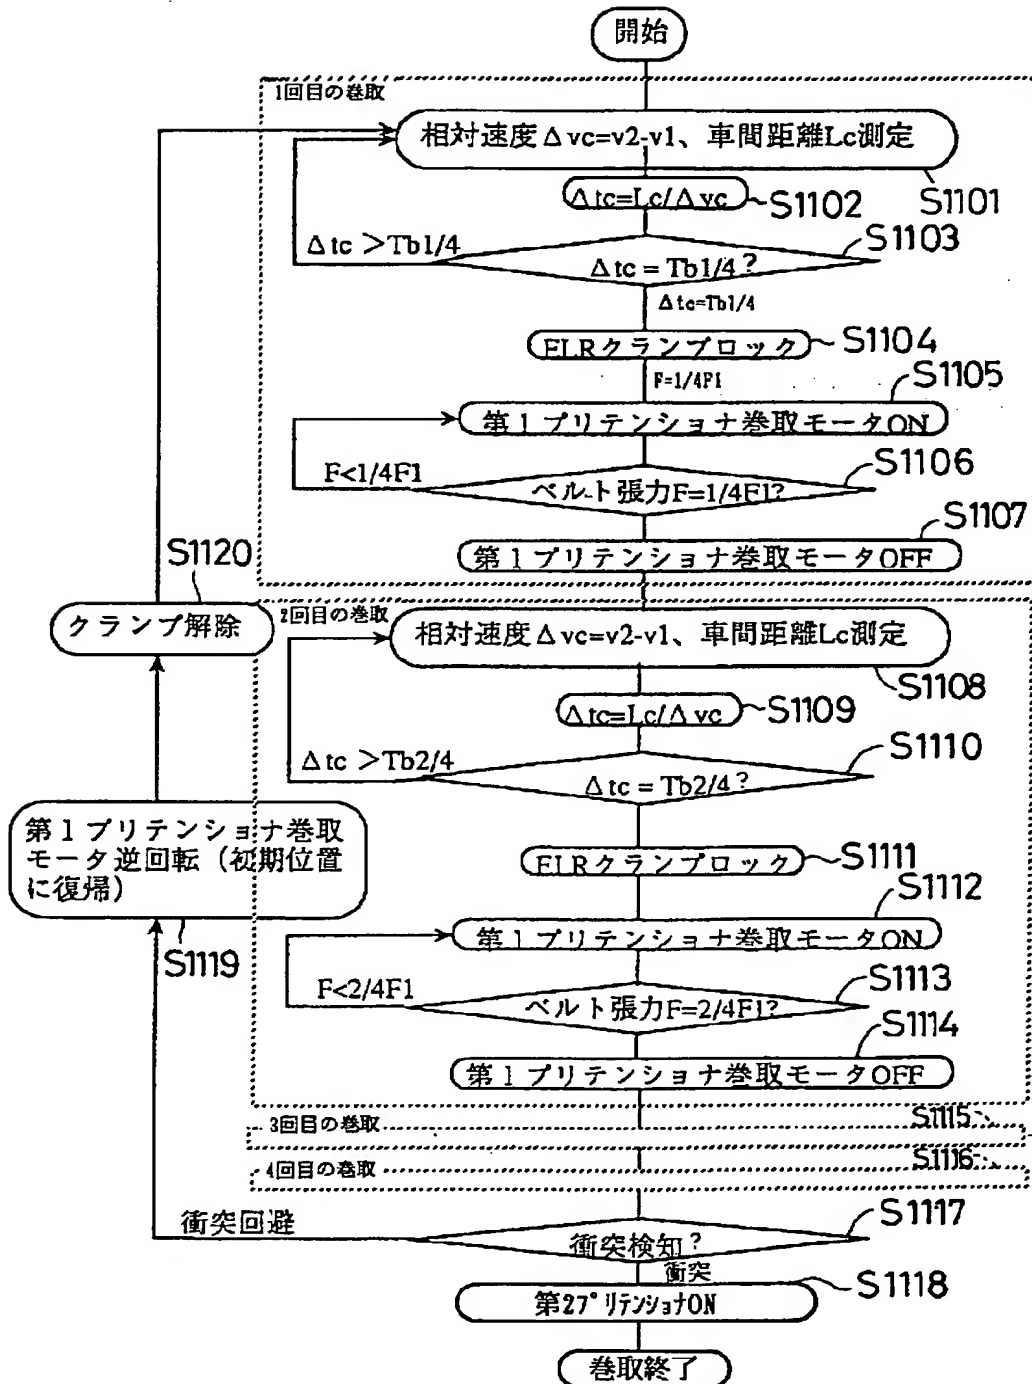 開始
1回目の巻取
相対速度Δvc=v2-v1、車間距離Lc測定
S1101
Δtc=Lc/Δvc
S1102
S1103
Δtc >Tb1/4
Δtc = Tb1/4?
Δtc=Tb1/4
ELRクランプロック
S1104
F=1/4F1
S1105
第1プリテンショナ巻取モータON
S1106
F<1/4F1
ベルト張力F=1/4F1?
S1107
第1プリテンショナ巻取モータOFF
S1120
クランプ解除
2回目の巻取
相対速度Δvc=v2-v1、車間距離Lc測定
S1108
Δtc=Lc/Δvc
S1109
S1110
Δtc >Tb2/4
Δtc = Tb2/4?
第1プリテンショナ巻取
モータ逆回転(初期位置
に復帰)
S1119
ELRクランプロック
S1111
S1112
第1プリテンショナ巻取モータON
S1113
F<2/4F1
ベルト張力F=2/4F1?
S1114
第1プリテンショナ巻取モータOFF
3回目の巻取
S1115
4回目の巻取
S1116
S1117
衝突回避
衝突検知?
衝突
S1118
第2プリテンショナON
巻取終了